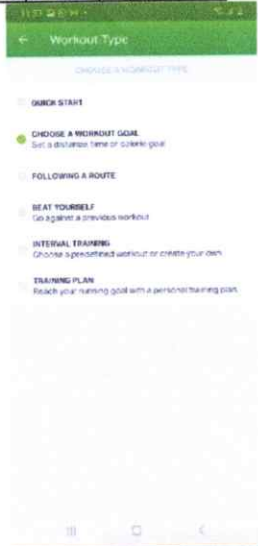 Workout Type
CHOOSE A WORKOUT TYPE
QUICK START
CHOOSE A WORKOUT GOAL
Set a distance time or calorie goal
FOLLOWING A ROUTE
BEAT YOURSELF
Go against a previous workout
INTERVAL TRAINING
Choose a predefined workout or create your own
TRAINING PLAN
Reach your running goal with a personal training plan